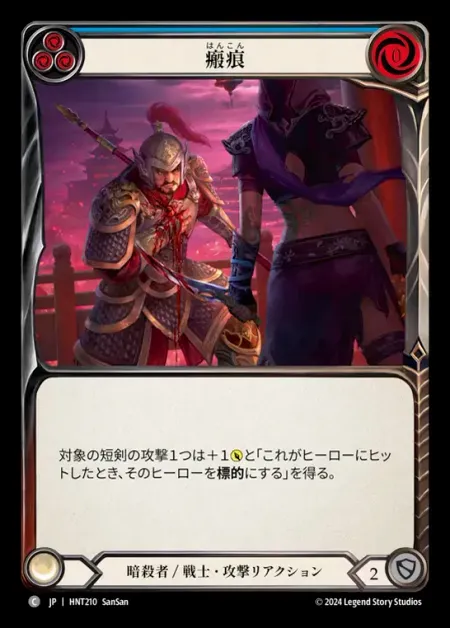 はんこん
瘢痕
0
対象の短剣の攻撃1つは+1と「これがヒーローにヒッ
トしたとき、そのヒーローを標的にする」を得る。
暗殺者 / 戦士・攻撃リアクション
2
C JP | HNT210 SanSan
© 2024 Legend Story Studios